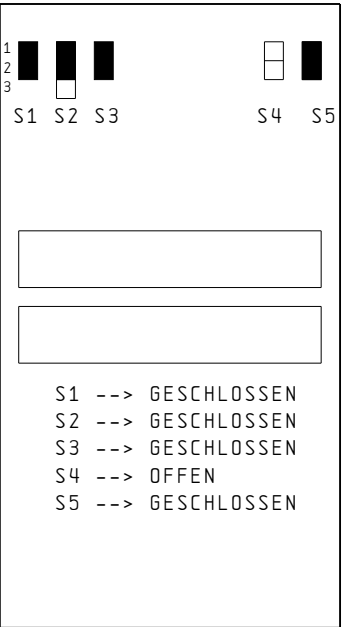 1
2
3
S1 S2 S3 S4 S5
S1 --> GESCHLOSSEN
S2 --> GESCHLOSSEN
S3 --> GESCHLOSSEN
S4 --> OFFEN
S5 --> GESCHLOSSEN